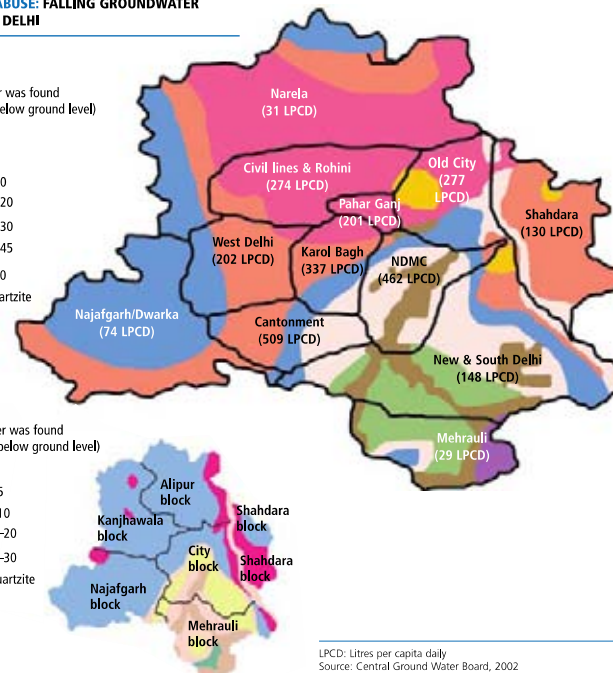 ABUSE: FALLING GROUNDWATER
DELHI
was found
below ground level)
0
20
30
45
0
Narela
(31 LPCD)
Civil lines & Rohini
(274 LPCD)
Old City
(277
LPCD)
Pahar Ganj
(201 LPCD)
Shahdara
(130 LPCD)
West Delhi
(202 LPCD)
Karol Bagh
(337 LPCD)
NDMC
(462 LPCD)
Najafgarh/Dwarka
(74 LPCD)
Cantonment
(509 LPCD)
New & South Delhi
(148 LPCD)
Mehrauli
(29 LPCD)
was found
below ground level)
5
10
–20
–30
Alipur
block
Kanjhawala
block
Shahdara
block
City
block
Shahdara
block
Najafgarh
block
Mehrauli
block
LPCD: Litres per capita daily
Source: Central Ground Water Board, 2002